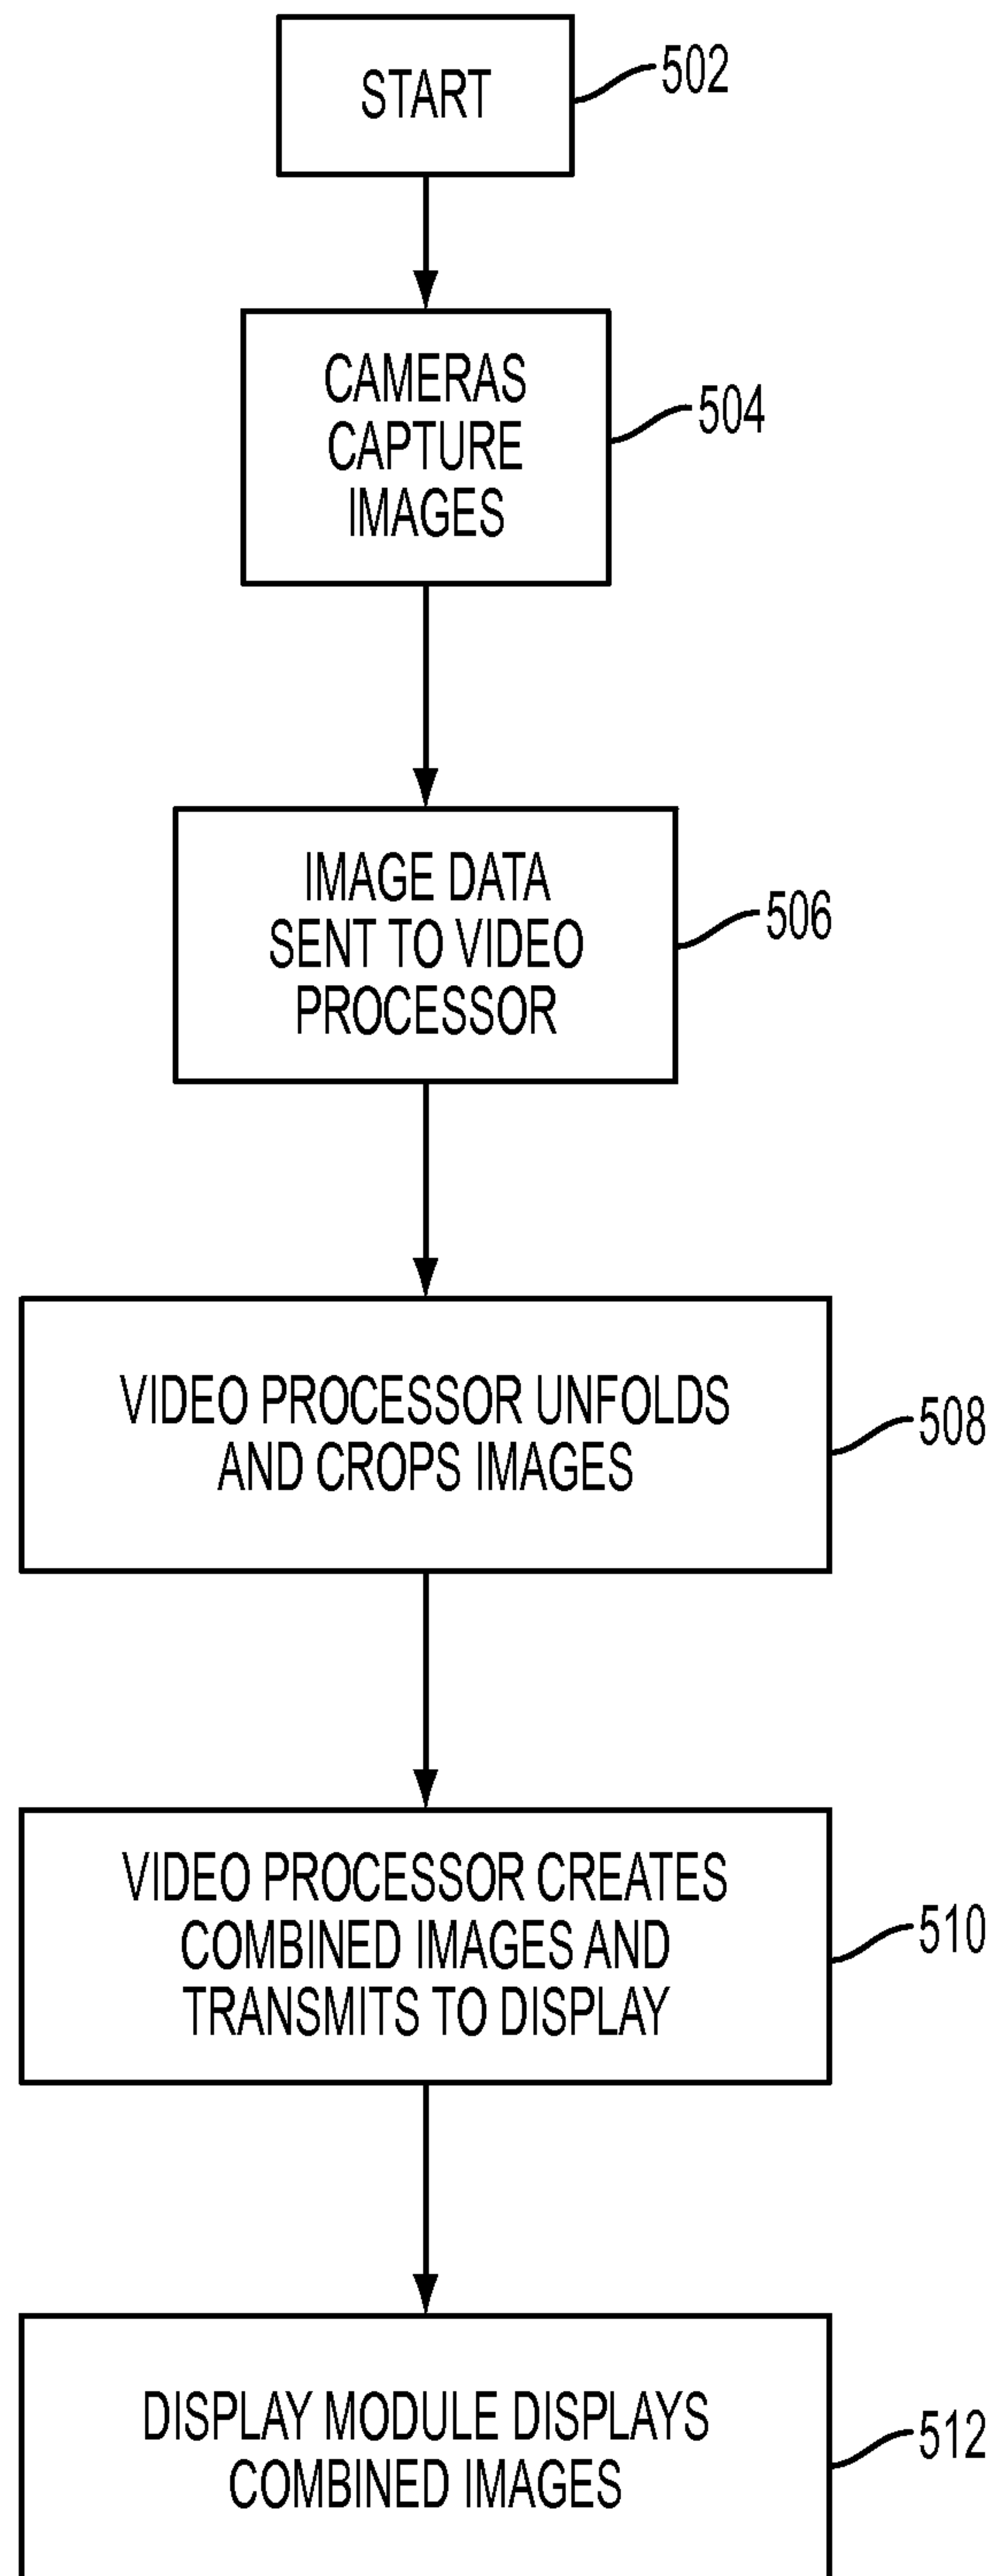 START
502
CAMERAS
CAPTURE
IMAGES
504
IMAGE DATA
SENT TO VIDEO
PROCESSOR
506
VIDEO PROCESSOR UNFOLDS
AND CROPS IMAGES
508
VIDEO PROCESSOR CREATES
COMBINED IMAGES AND
TRANSMITS TO DISPLAY
510
DISPLAY MODULE DISPLAYS
COMBINED IMAGES
512